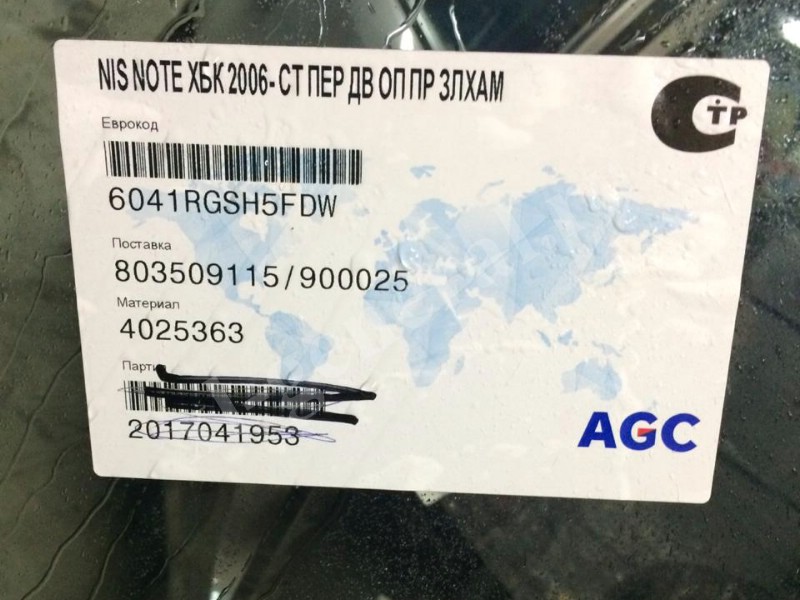 NIS NOTE ХБК 2006- СТ ПЕР ДВ ОП ПР ЗЛХАМ
СТР
Еврокод
6041RGSH5FDW
Поставка
803509115/900025
Материал
4025363
2017041953
AGC